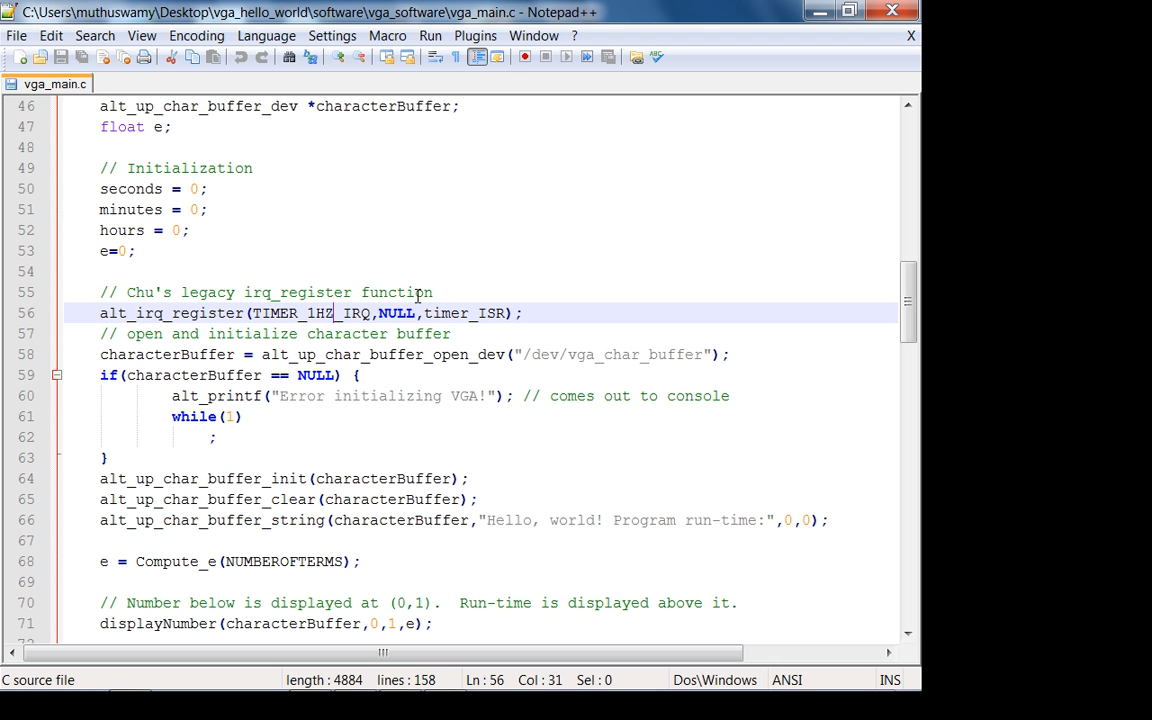 C:\Users\muthuswamy\Desktop\vga_hello_world\software\vga_software\vga_main.c - Notepad++
File Edit Search View Encoding Language Settings Macro Run Plugins Window ? X
vga_main.c
46 alt_up_char_buffer_dev *characterBuffer;
47 float e;
48
49 // Initialization
50 seconds = 0;
51 minutes = 0;
52 hours = 0;
53 e=0;
54
55 // Chu's legacy irq_register function
56 alt_irq_register(TIMER_1HZ_IRQ,NULL,timer_ISR);
57 // open and initialize character buffer
58 characterBuffer = alt_up_char_buffer_open_dev("/dev/vga_char_buffer");
59 if(characterBuffer == NULL) {
60 alt_printf("Error initializing VGA!"); // comes out to console
61 while(1)
62 ;
63 }
64 alt_up_char_buffer_init(characterBuffer);
65 alt_up_char_buffer_clear(characterBuffer);
66 alt_up_char_buffer_string(characterBuffer,"Hello, world! Program run-time:",0,0);
67
68 e = Compute_e(NUMBEROFTERMS);
69
70 // Number below is displayed at (0,1).  Run-time is displayed above it.
71 displayNumber(characterBuffer,0,1,e);
C source file length : 4884 lines : 158 Ln : 56 Col : 31 Sel : 0 Dos\Windows ANSI INS